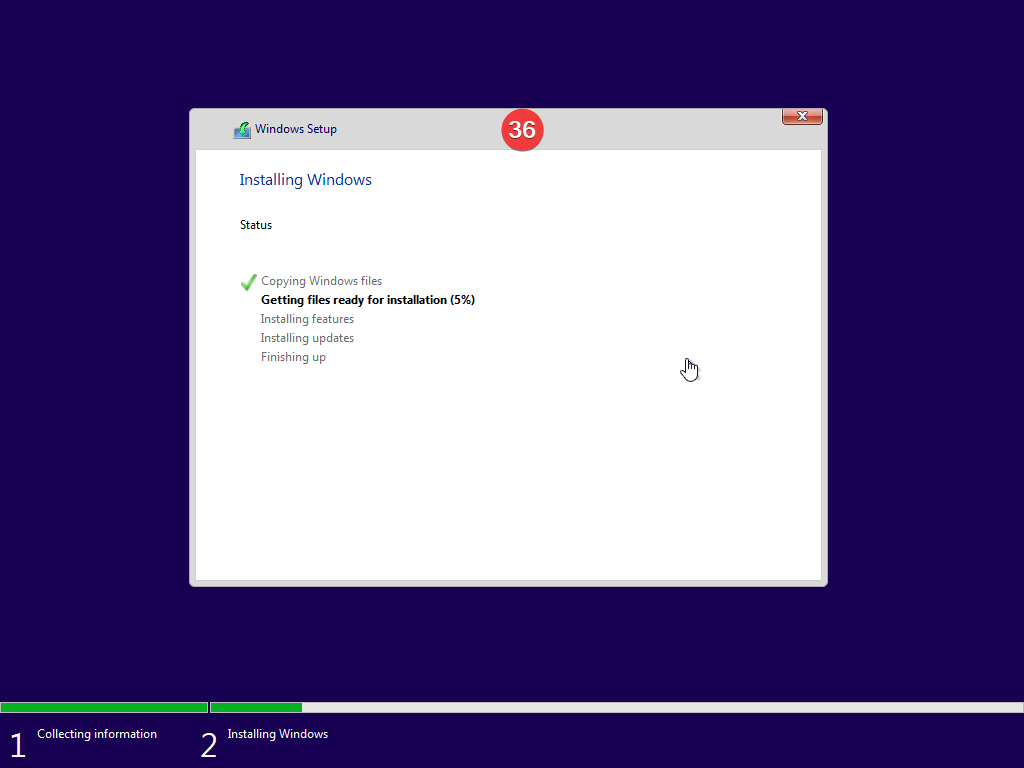 Windows Setup
36
Installing Windows
Status
Copying Windows files
Getting files ready for installation (5%)
Installing features
Installing updates
Finishing up
1 Collecting information
2 Installing Windows